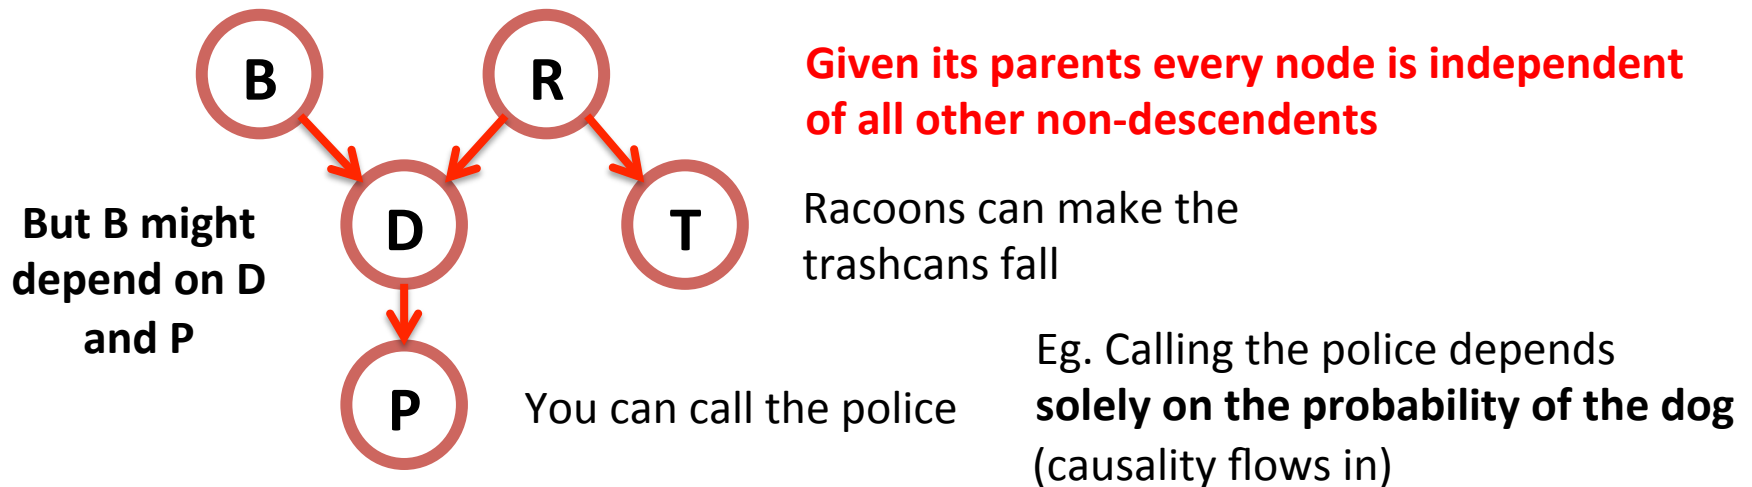 B
R
Given its parents every node is independent
of all other non-descendents
But B might
depend on D
and P
D
T
Racoons can make the
trashcans fall
P
You can call the police
Eg. Calling the police depends
solely on the probability of the dog
(causality flows in)